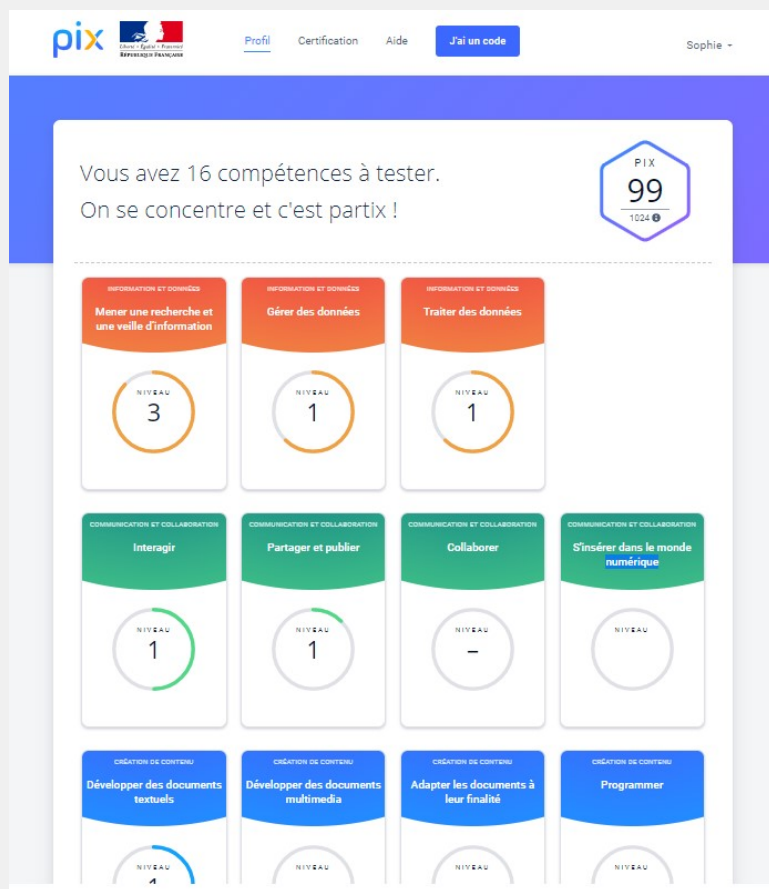 pix
Liberté • Égalité • Fraternité
RÉPUBLIQUE FRANÇAISE
Profil
Certification
Aide
J'ai un code
Sophie
Vous avez 16 compétences à tester.
On se concentre et c'est partix !
PIX
99
1024
INFORMATION ET DONNÉES
Mener une recherche et
une veille d'information
NIVEAU
3
INFORMATION ET DONNÉES
Gérer des données
NIVEAU
1
INFORMATION ET DONNÉES
Traiter des données
NIVEAU
1
COMMUNICATION ET COLLABORATION
Interagir
NIVEAU
1
COMMUNICATION ET COLLABORATION
Partager et publier
NIVEAU
1
COMMUNICATION ET COLLABORATION
Collaborer
NIVEAU
–
COMMUNICATION ET COLLABORATION
S'insérer dans le monde
numérique
NIVEAU
CRÉATION DE CONTENU
Développer des documents
textuels
NIVEAU
1
CRÉATION DE CONTENU
Développer des documents
multimedia
NIVEAU
CRÉATION DE CONTENU
Adapter les documents à
leur finalité
NIVEAU
CRÉATION DE CONTENU
Programmer
NIVEAU